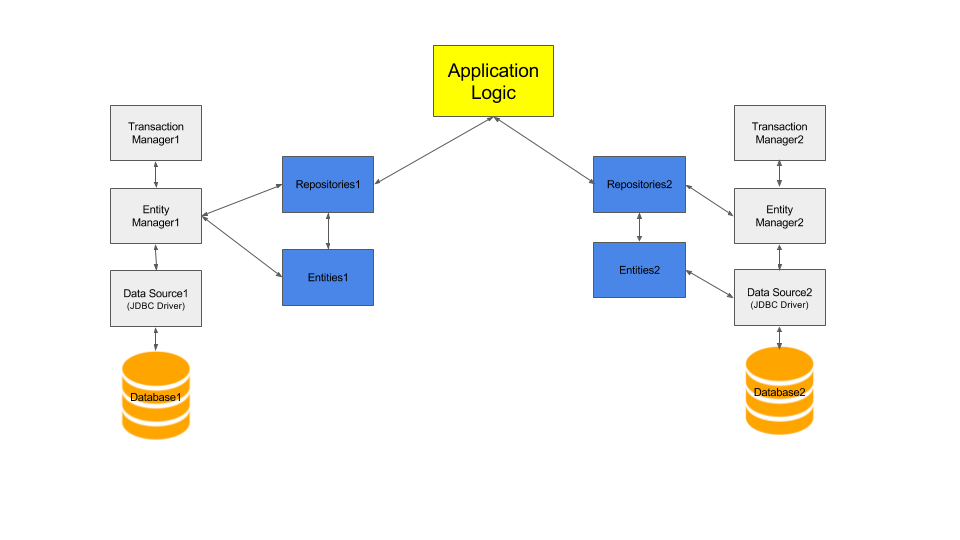 Application
Logic
Transaction
Manager1
Transaction
Manager2
Repositories1
Repositories2
Entity
Manager1
Entity
Manager2
Entities1
Entities2
Data Source1
(JDBC Driver)
Data Source2
(JDBC Driver)
Database1
Database2